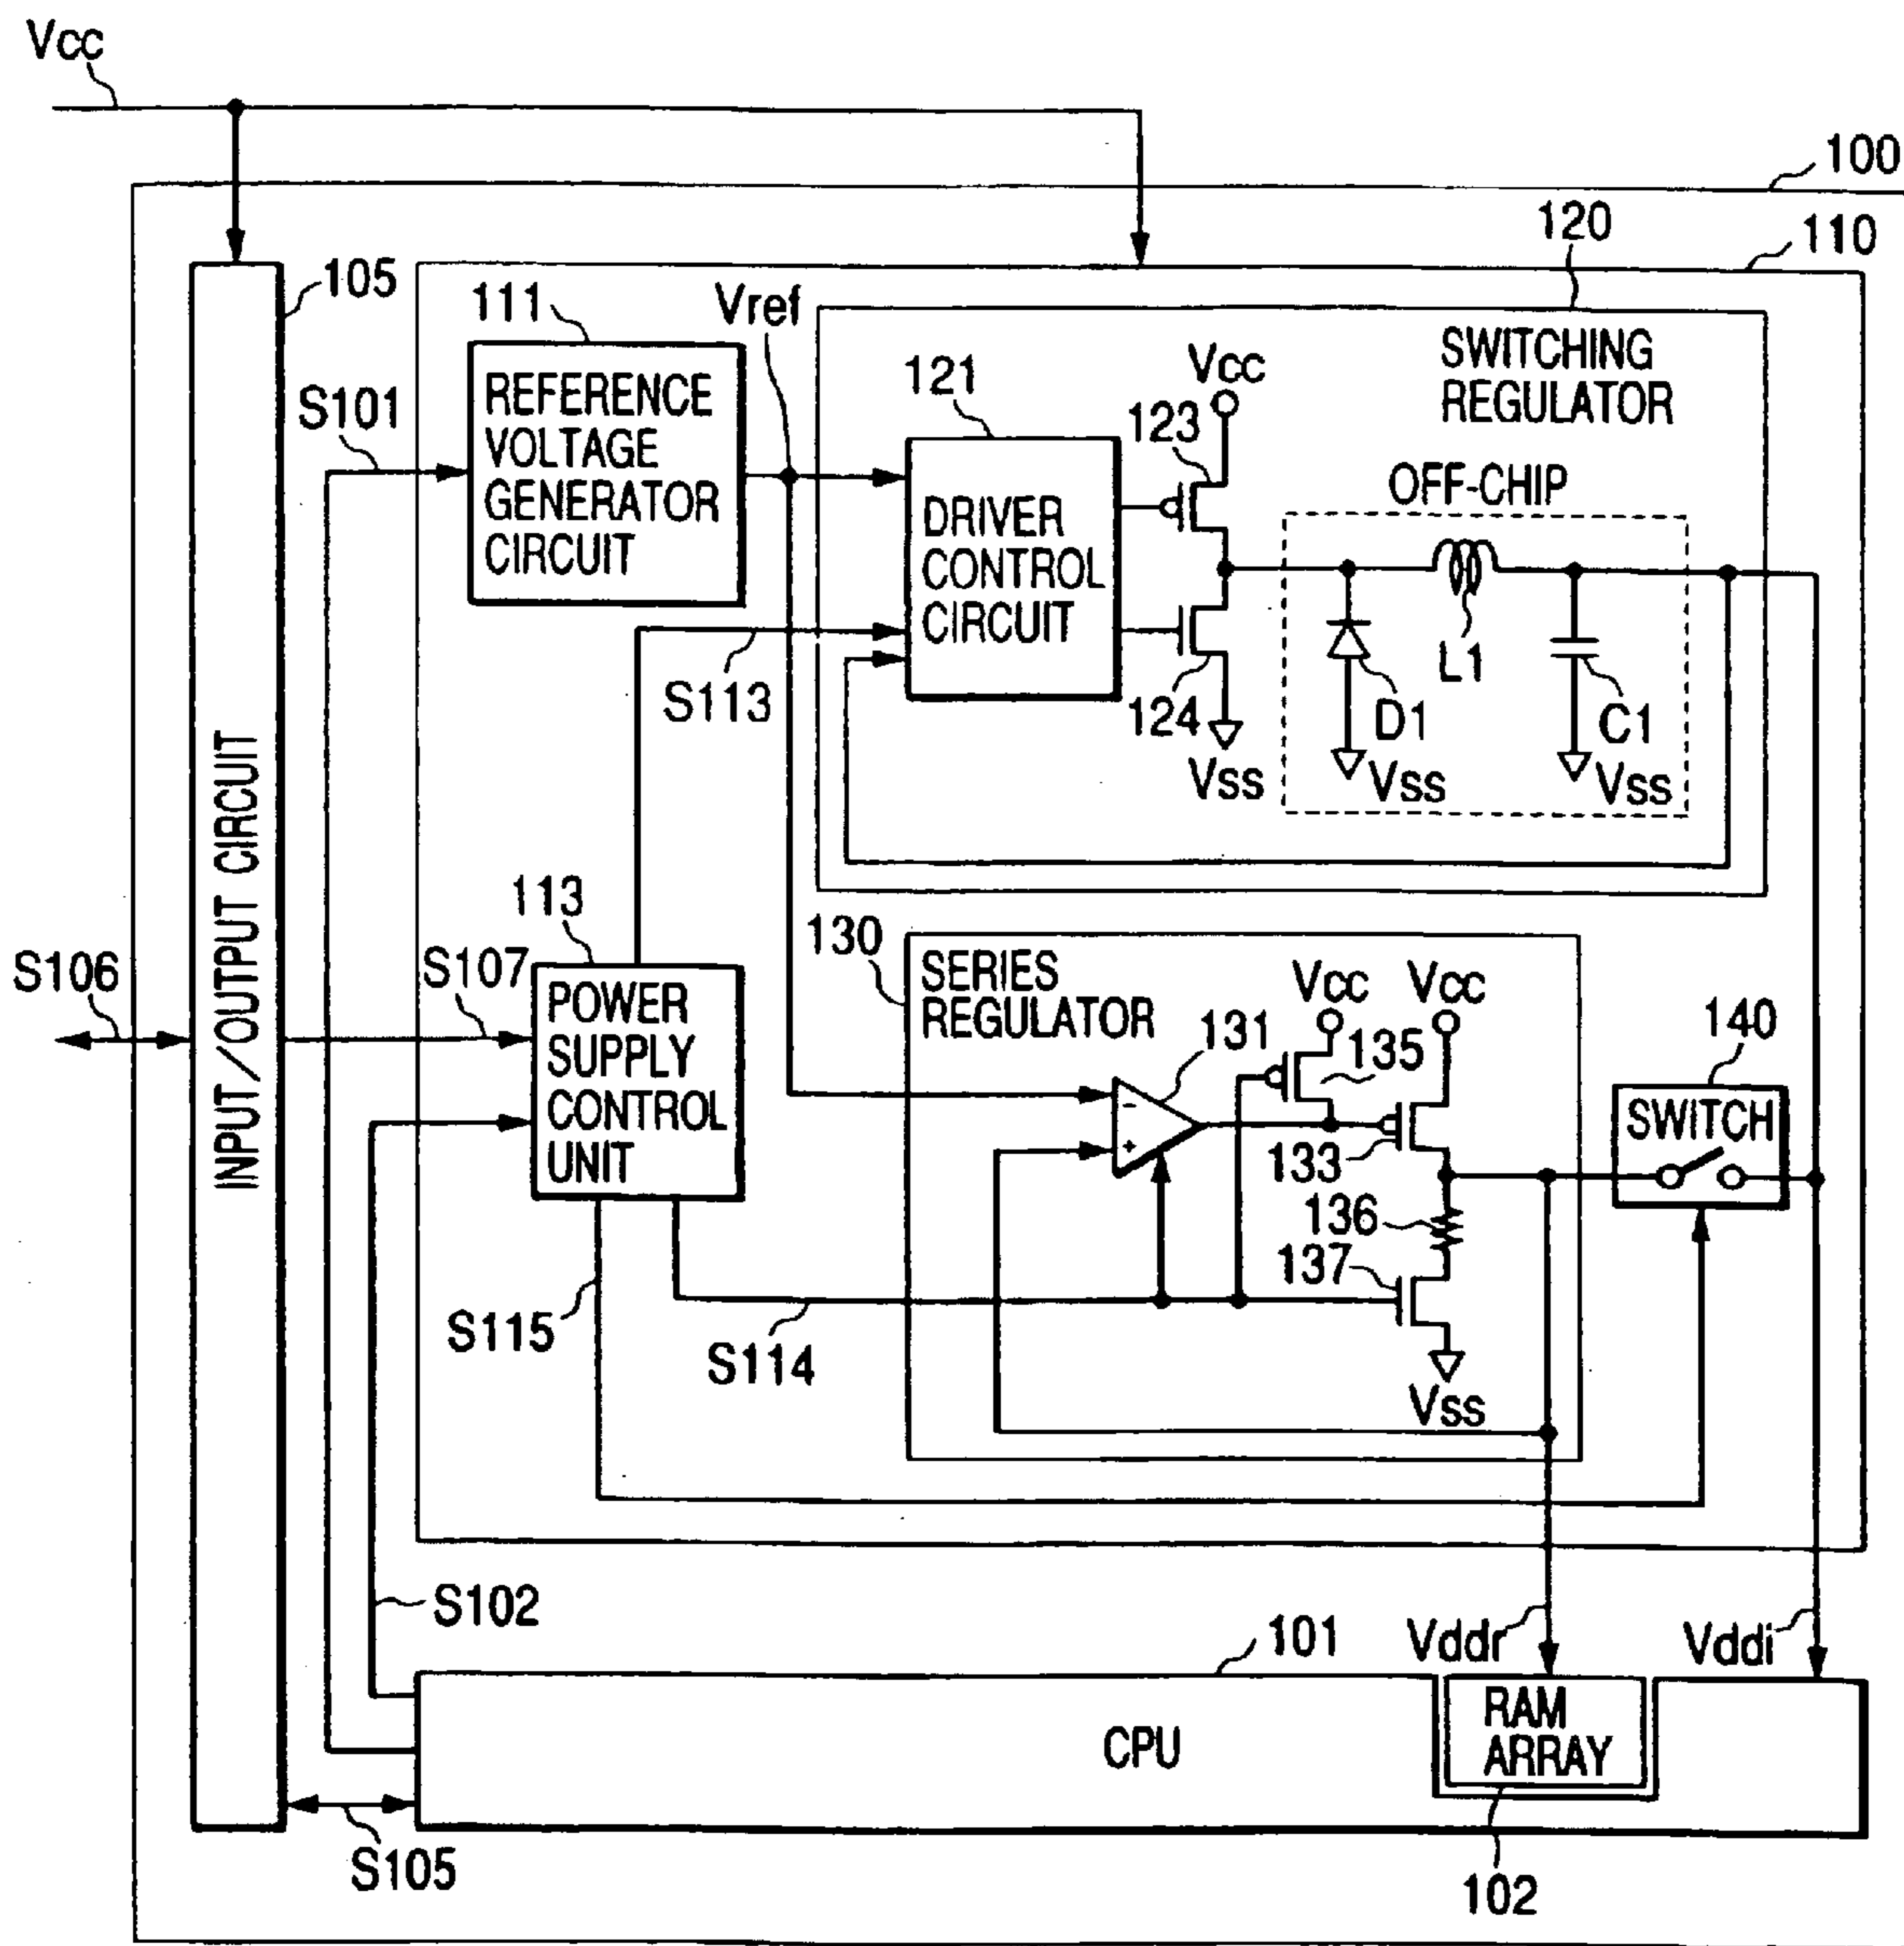 Vcc
100
120
110
105
111
Vref
SWITCHING
REGULATOR
121
Vcc
123
S101
REFERENCE
VOLTAGE
GENERATOR
CIRCUIT
OFF-CHIP
DRIVER
CONTROL
CIRCUIT
L1
S113
124
D1
C1
Vss
Vss
Vss
INPUT/OUTPUT CIRCUIT
113
130
SERIES
REGULATOR
Vcc
Vcc
S106
S107
POWER
SUPPLY
CONTROL
UNIT
131
135
140
SWITCH
-
+
133
136
137
S115
S114
Vss
S102
101
Vddr
Vddi
CPU
RAM
ARRAY
S105
102